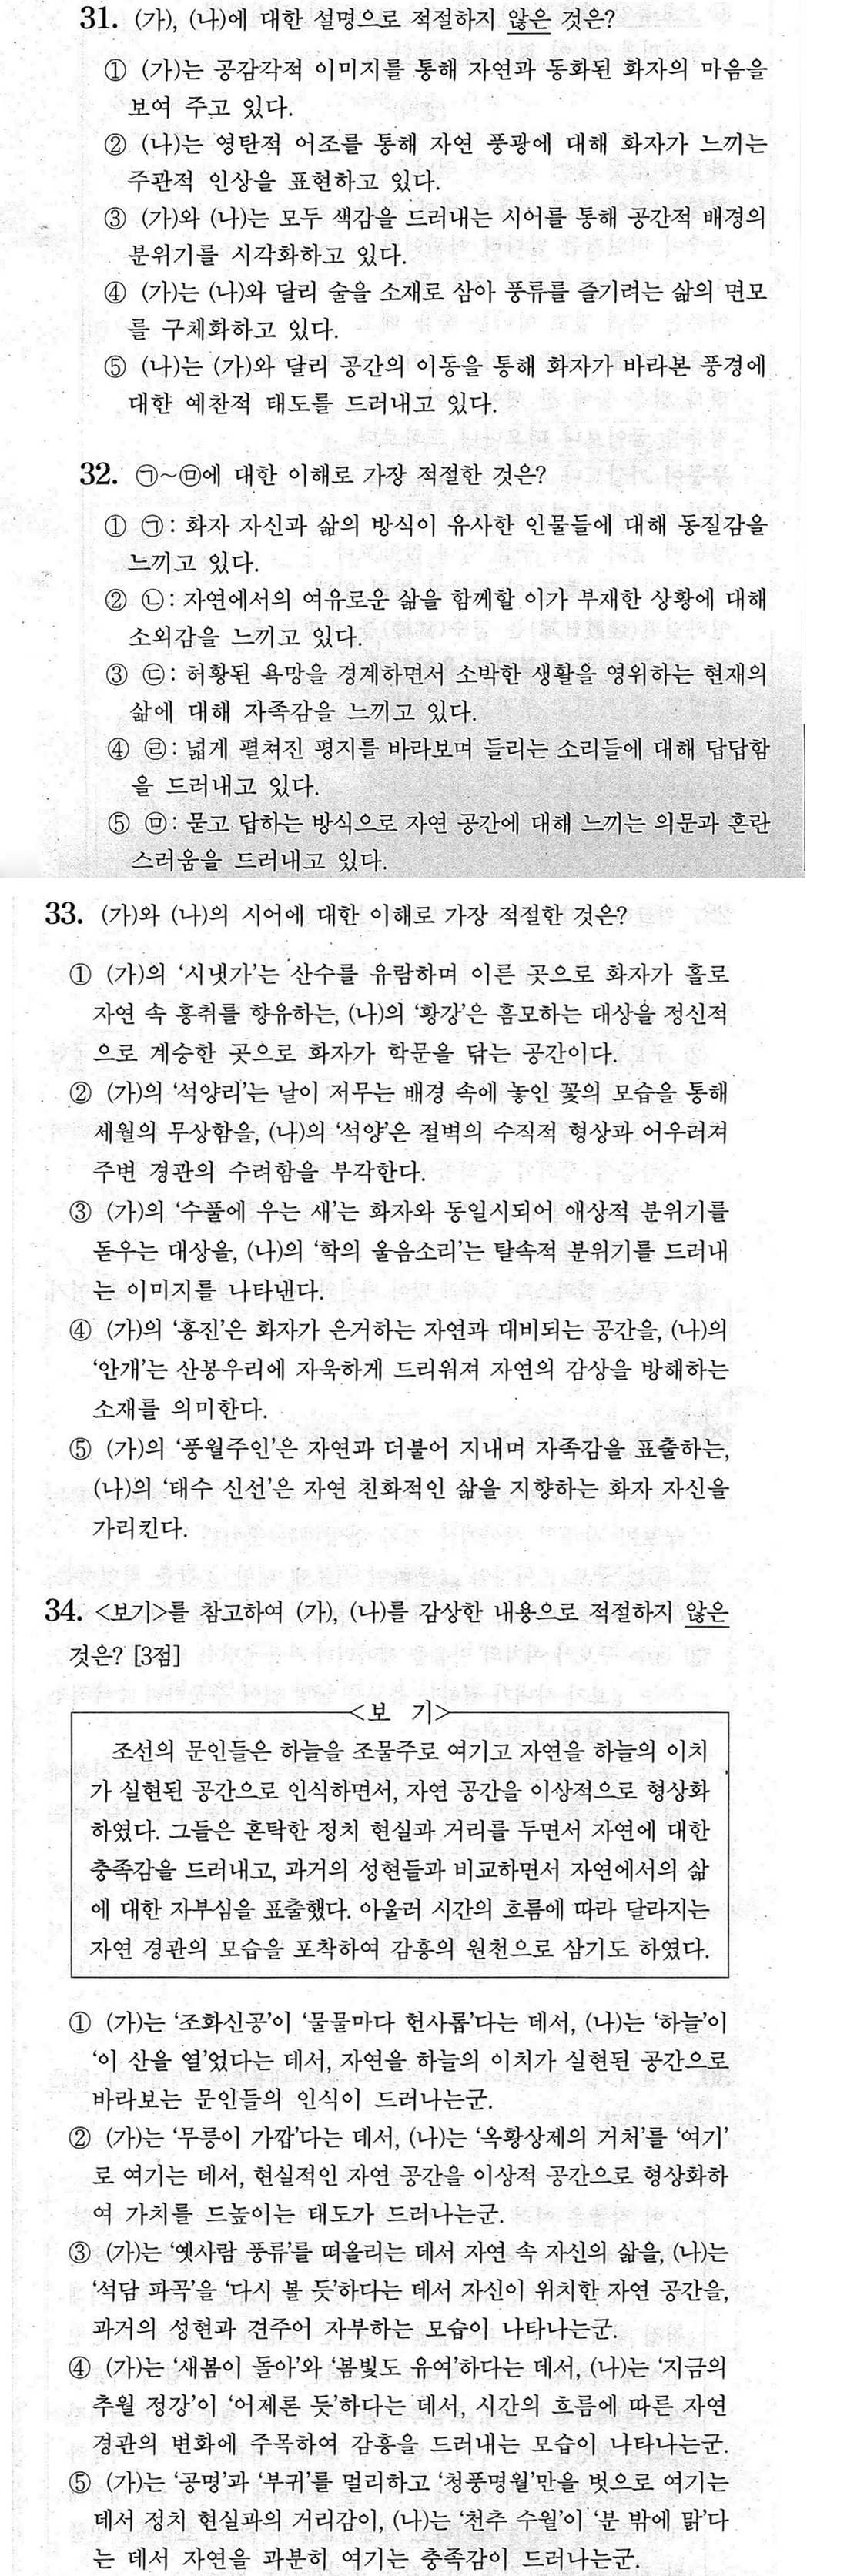 31. (가), (나)에 대한 설명으로 적절하지 않은 것은?
① (가)는 공감각적 이미지를 통해 자연과 동화된 화자의 마음을
보여 주고 있다.
② (나)는 영탄적 어조를 통해 자연 풍광에 대해 화자가 느끼는
주관적 인상을 표현하고 있다.
③ (가)와 (나)는 모두 색감을 드러내는 시어를 통해 공간적 배경의
분위기를 시각화하고 있다.
④ (가)는 (나)와 달리 술을 소재로 삼아 풍류를 즐기려는 삶의 면모
를 구체화하고 있다.
⑤ (나)는 (가)와 달리 공간의 이동을 통해 화자가 바라본 풍경에
대한 예찬적 태도를 드러내고 있다.
32. ㉠~㉤에 대한 이해로 가장 적절한 것은?
① ㉠: 화자 자신과 삶의 방식이 유사한 인물들에 대해 동질감을
느끼고 있다.
② ㉡: 자연에서의 여유로운 삶을 함께할 이가 부재한 상황에 대해
소외감을 느끼고 있다.
③ ㉢: 허황된 욕망을 경계하면서 소박한 생활을 영위하는 현재의
삶에 대해 자족감을 느끼고 있다.
④ ㉣: 넓게 펼쳐진 평지를 바라보며 들리는 소리들에 대해 답답함
을 드러내고 있다.
⑤ ㉤: 묻고 답하는 방식으로 자연 공간에 대해 느끼는 의문과 혼란
스러움을 드러내고 있다.
33. (가)와 (나)의 시어에 대한 이해로 가장 적절한 것은?
① (가)의 ‘시냇가’는 산수를 유람하며 이른 곳으로 화자가 홀로
자연 속 흥취를 향유하는, (나)의 ‘황강’은 흠모하는 대상을 정신적
으로 계승한 곳으로 화자가 학문을 닦는 공간이다.
② (가)의 ‘석양리’는 날이 저무는 배경 속에 놓인 꽃의 모습을 통해
세월의 무상함을, (나)의 ‘석양’은 절벽의 수직적 형상과 어우러져
주변 경관의 수려함을 부각한다.
③ (가)의 ‘수풀에 우는 새’는 화자와 동일시되어 애상적 분위기를
돋우는 대상을, (나)의 ‘학의 울음소리’는 탈속적 분위기를 드러내
는 이미지를 나타낸다.
④ (가)의 ‘홍진’은 화자가 은거하는 자연과 대비되는 공간을, (나)의
‘안개’는 산봉우리에 자욱하게 드리워져 자연의 감상을 방해하는
소재를 의미한다.
⑤ (가)의 ‘풍월주인’은 자연과 더불어 지내며 자족감을 표출하는,
(나)의 ‘태수 신선’은 자연 친화적인 삶을 지향하는 화자 자신을
가리킨다.
34. <보기>를 참고하여 (가), (나)를 감상한 내용으로 적절하지 않은
것은? [3점]
<보 기>
조선의 문인들은 하늘을 조물주로 여기고 자연을 하늘의 이치
가 실현된 공간으로 인식하면서, 자연 공간을 이상적으로 형상화
하였다. 그들은 혼탁한 정치 현실과 거리를 두면서 자연에 대한
충족감을 드러내고, 과거의 성현들과 비교하면서 자연에서의 삶
에 대한 자부심을 표출했다. 아울러 시간의 흐름에 따라 달라지는
자연 경관의 모습을 포착하여 감흥의 원천으로 삼기도 하였다.
① (가)는 ‘조화신공’이 ‘물물마다 헌사롭’다는 데서, (나)는 ‘하늘’이
‘이 산을 열’었다는 데서, 자연을 하늘의 이치가 실현된 공간으로
바라보는 문인들의 인식이 드러나는군.
② (가)는 ‘무릉이 가깝’다는 데서, (나)는 ‘옥황상제의 거처’를 ‘여기’
로 여기는 데서, 현실적인 자연 공간을 이상적 공간으로 형상화하
여 가치를 드높이는 태도가 드러나는군.
③ (가)는 ‘옛사람 풍류’를 떠올리는 데서 자연 속 자신의 삶을, (나)는
‘석담 파곡’을 ‘다시 볼 듯’하다는 데서 자신이 위치한 자연 공간을,
과거의 성현과 견주어 자부하는 모습이 나타나는군.
④ (가)는 ‘새봄이 돌아’와 ‘봄빛도 유여’하다는 데서, (나)는 ‘지금의
추월 정강’이 ‘어제론 듯’하다는 데서, 시간의 흐름에 따른 자연
경관의 변화에 주목하여 감흥을 드러내는 모습이 나타나는군.
⑤ (가)는 ‘공명’과 ‘부귀’를 멀리하고 ‘청풍명월’만을 벗으로 여기는
데서 정치 현실과의 거리감이, (나)는 ‘천추 수월’이 ‘분 밖에 맑’다
는 데서 자연을 과분히 여기는 충족감이 드러나는군.